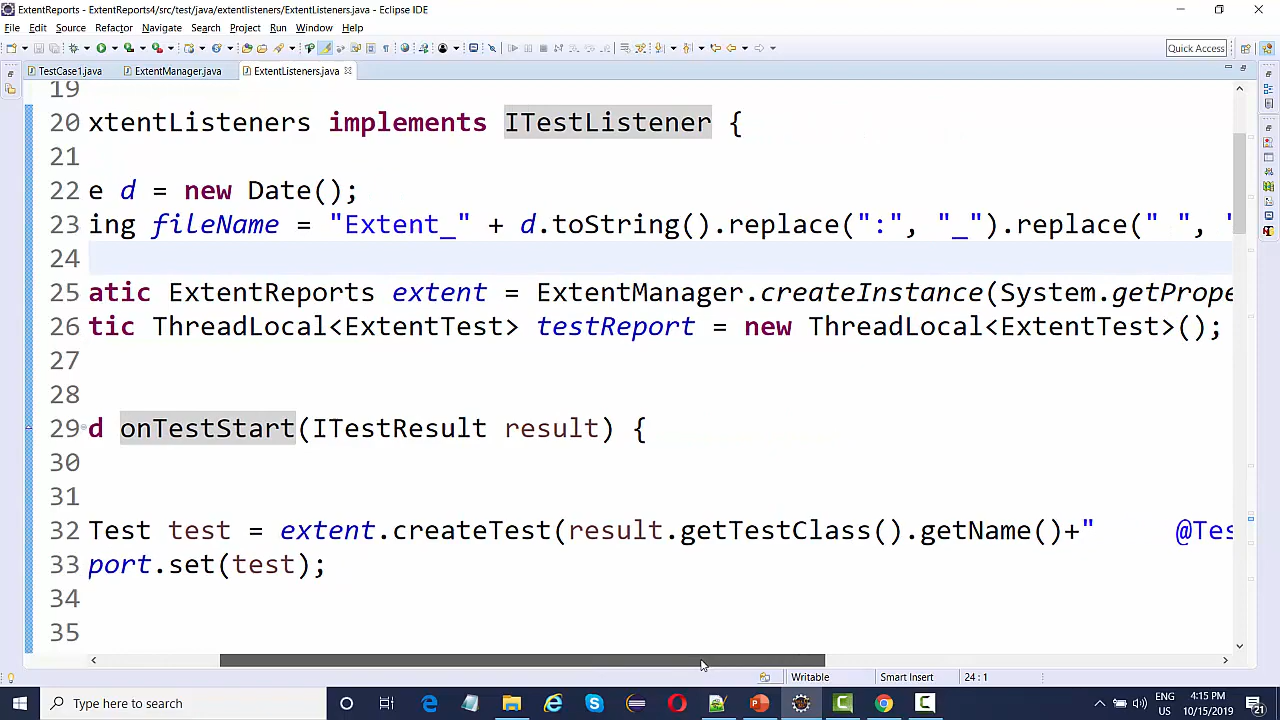 ExtentReports - ExtentReports4/src/test/java/extentlisteners/ExtentListeners.java - Eclipse IDE
File Edit Source Refactor Navigate Search Project Run Window Help
Quick Access
TestCase1.java ExtentManager.java ExtentListeners.java
19
20 xtentListeners implements ITestListener {
21
22 e d = new Date();
23 ing fileName = "Extent_" + d.toString().replace(":", "_").replace(" ", "
24
25 atic ExtentReports extent = ExtentManager.createInstance(System.getPrope
26 tic ThreadLocal<ExtentTest> testReport = new ThreadLocal<ExtentTest>();
27
28
29 d onTestStart(ITestResult result) {
30
31
32 Test test = extent.createTest(result.getTestClass().getName()+"     @Tes
33 port.set(test);
34
35
Writable Smart Insert 24 : 1
Type here to search
ENG 4:15 PM
US 10/15/2019
21